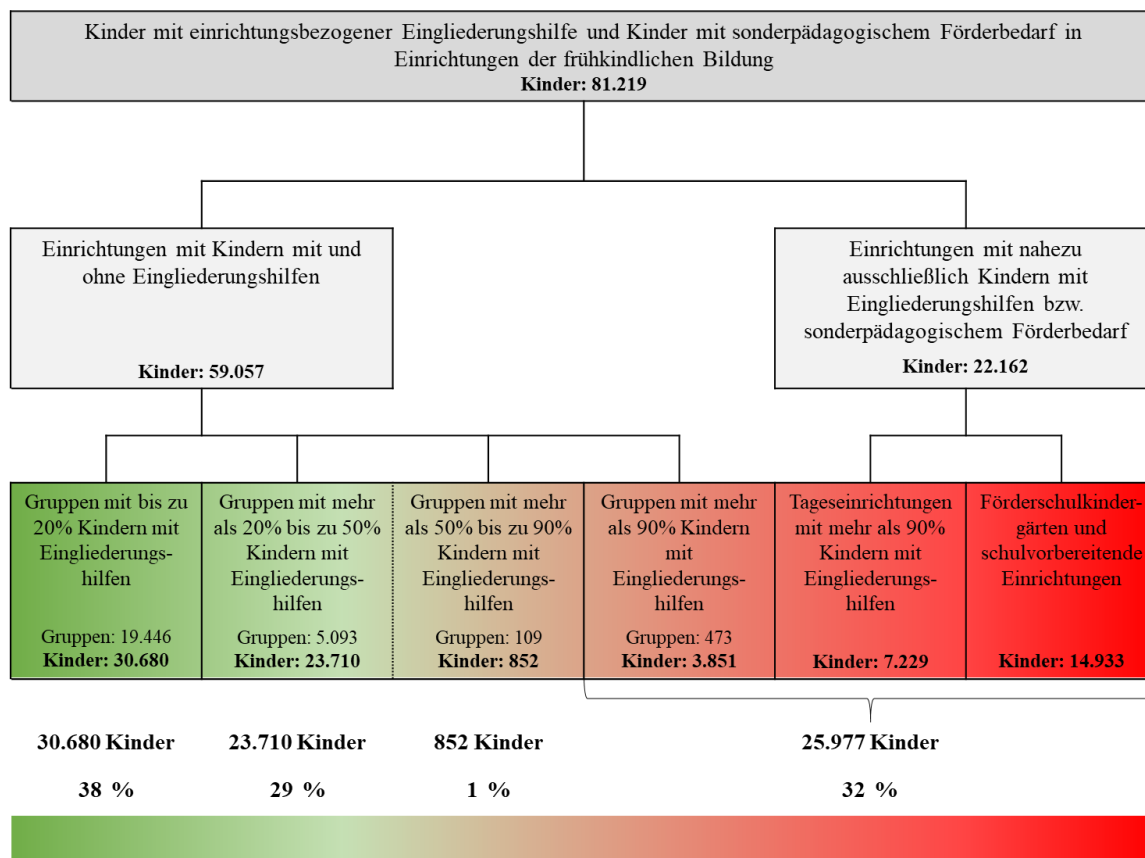 Kinder mit einrichtungsbezogener Eingliederungshilfe und Kinder mit sonderpädagogischem Förderbedarf in
Einrichtungen der frühkindlichen Bildung
Kinder: 81.219
Einrichtungen mit Kindern mit und
ohne Eingliederungshilfen
Kinder: 59.057
Einrichtungen mit nahezu
ausschließlich Kindern mit
Eingliederungshilfen bzw.
sonderpädagogischem Förderbedarf
Kinder: 22.162
Gruppen mit bis zu
20% Kindern mit
Eingliederungs-
hilfen
Gruppen: 19.446
Kinder: 30.680
Gruppen mit mehr
als 20% bis zu 50%
Kindern mit
Eingliederungs-
hilfen
Gruppen: 5.093
Kinder: 23.710
Gruppen mit mehr
als 50% bis zu 90%
Kindern mit
Eingliederungs-
hilfen
Gruppen: 109
Kinder: 852
Gruppen mit mehr
als 90% Kindern
mit
Eingliederungs-
hilfen
Gruppen: 473
Kinder: 3.851
Tageseinrichtungen
mit mehr als 90%
Kindern mit
Eingliederungs-
hilfen
Kinder: 7.229
Förderschulkinder-
gärten und
schulvorbereitende
Einrichtungen
Kinder: 14.933
30.680 Kinder
23.710 Kinder
852 Kinder
25.977 Kinder
38 %
29 %
1 %
32 %